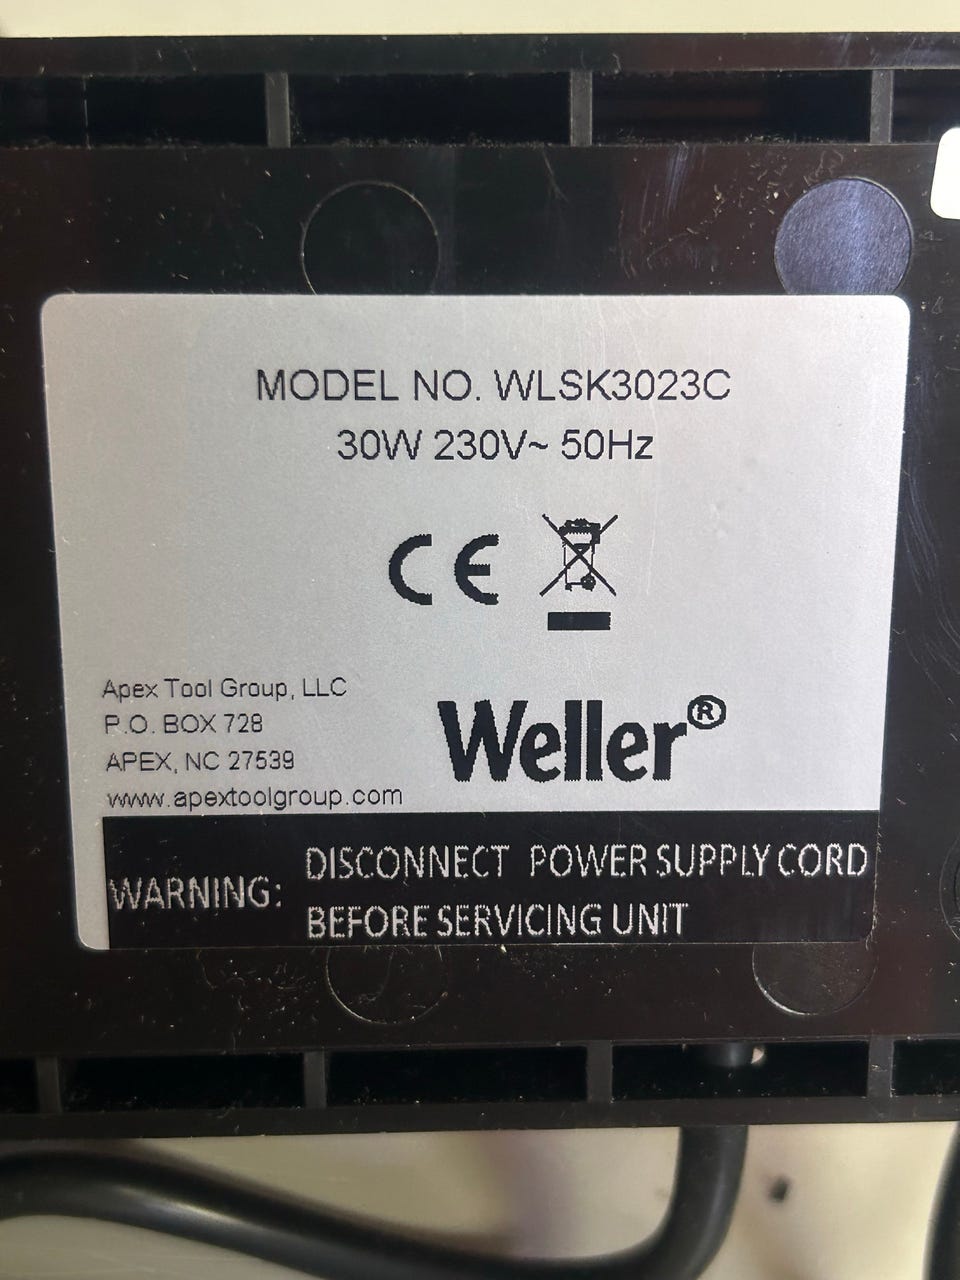 MODEL NO. WLSK3023C
30W 230V~ 50Hz
CE
Apex Tool Group, LLC
P.O. BOX 728
APEX, NC 27539
www.apextoolgroup.com
Weller®
WARNING: DISCONNECT POWER SUPPLY CORD
BEFORE SERVICING UNIT